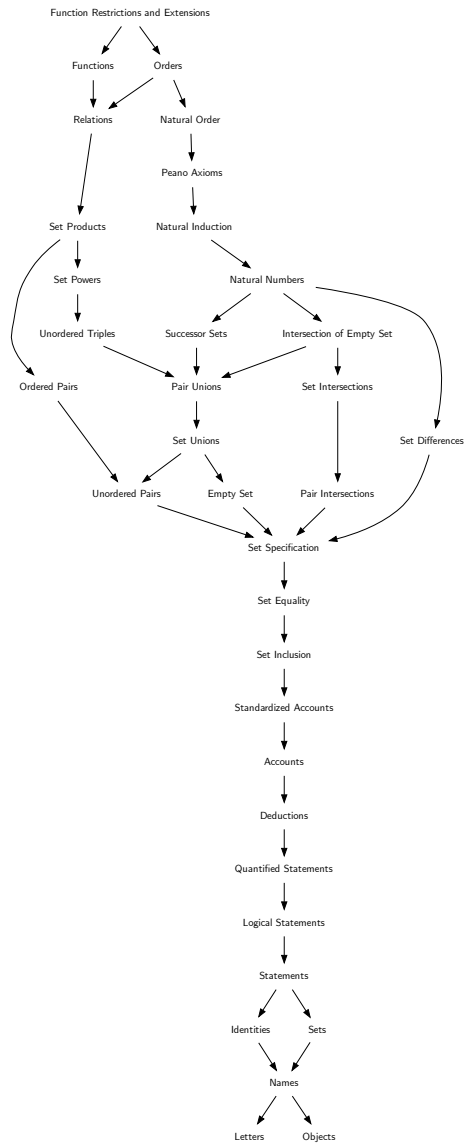 Function Restrictions and Extensions
Functions
Orders
Relations
Natural Order
Peano Axioms
Set Products
Natural Induction
Set Powers
Natural Numbers
Unordered Triples
Successor Sets
Intersection of Empty Set
Ordered Pairs
Pair Unions
Set Intersections
Set Unions
Set Differences
Unordered Pairs
Empty Set
Pair Intersections
Set Specification
Set Equality
Set Inclusion
Standardized Accounts
Accounts
Deductions
Quantified Statements
Logical Statements
Statements
Identities
Sets
Names
Letters
Objects